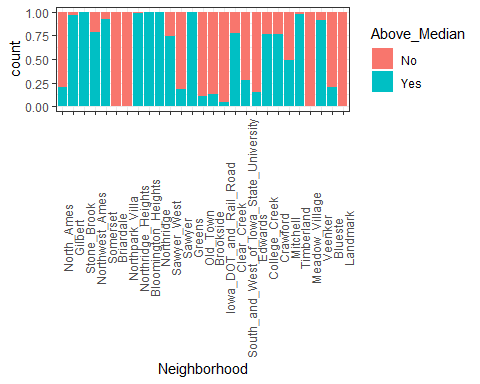 1.00
0.75
0.50
0.25
0.00
count
North_Ames
Gilbert
Stone_Brook
Northwest_Ames
Somerset
Briardale
Northpark_Villa
Northridge_Heights
Bloomington_Heights
Northridge
Sawyer_West
Sawyer
Greens
Old_Town
Brookside
Iowa_DOT_and_Rail_Road
Clear_Creek
South_and_West_of_Iowa_State_University
Edwards
College_Creek
Crawford
Mitchell
Timberland
Meadow_Village
Veenker
Blueste
Landmark
Neighborhood
Above_Median
No
Yes